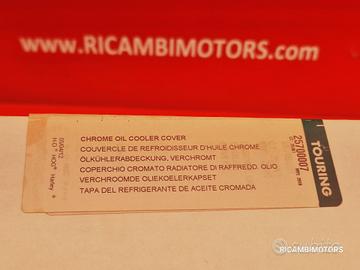 WWW.RICAMBIMOTORS.COM
CHROME OIL COOLER COVER
COUVERCLE DE REFROIDISSEUR D'HUILE CHROME
ÖLKÜHLERABDECKUNG, VERCHROMT
COPERCHIO CROMATO RADIATORE DI RAFFREDD. OLIO
VERCHROOMDE OLIEKOELERKAPSET
TAPA DEL REFRIGERANTE DE ACEITE CROMADA
25700007
TOURING
RICAMBIMOTORS